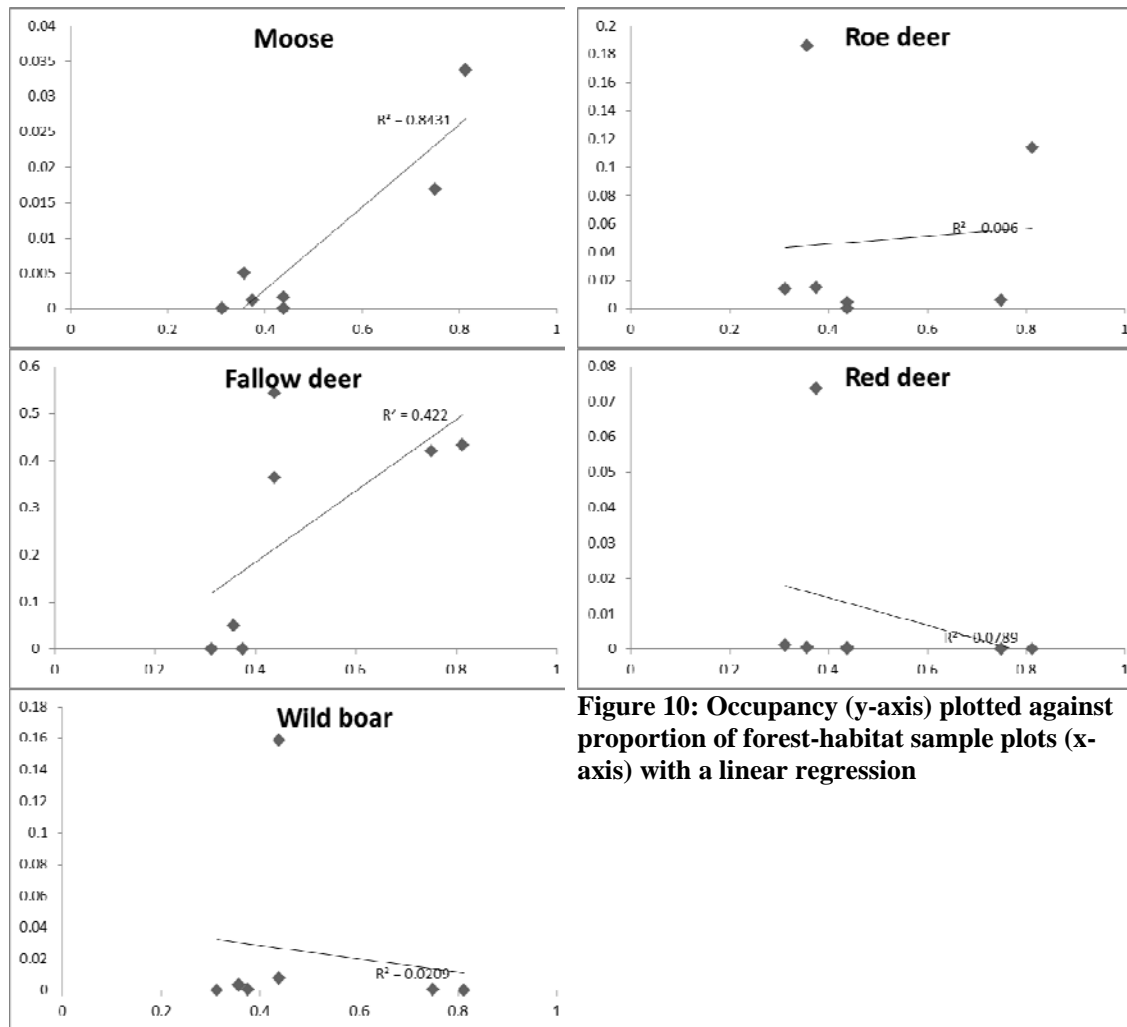 Moose
0.04
0.035
0.03
0.025
0.02
0.015
0.01
0.005
0
R² = 0.8431
0 0.2 0.4 0.6 0.8 1
Roe deer
0.2
0.18
0.16
0.14
0.12
0.1
0.08
0.06
0.04
0.02
0
R² 0.006
0 0.2 0.4 0.6 0.8 1
Fallow deer
0.6
0.5
0.4
0.3
0.2
0.1
0
R² = 0.422
0 0.2 0.4 0.6 0.8 1
Red deer
0.08
0.07
0.06
0.05
0.04
0.03
0.02
0.01
0
R² 0.0789
0 0.2 0.4 0.6 0.8 1
Wild boar
0.18
0.16
0.14
0.12
0.1
0.08
0.06
0.04
0.02
0
R² = 0.0209
0 0.2 0.4 0.6 0.8 1
Figure 10: Occupancy (y-axis) plotted against
proportion of forest-habitat sample plots (x-
axis) with a linear regression